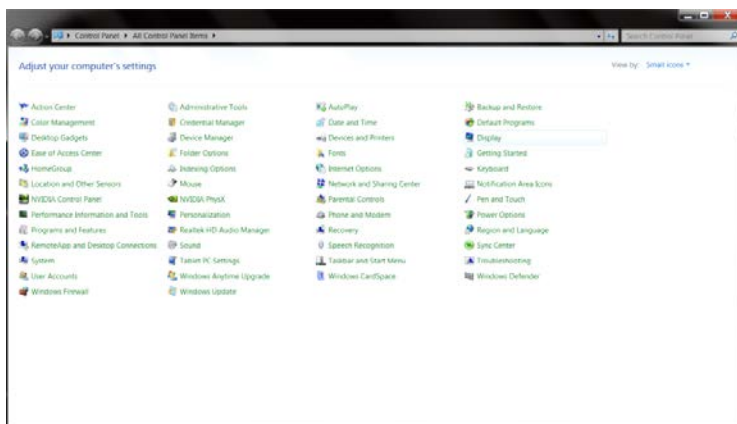 Control Panel All Control Panel Items Search Control Panel
Adjust your computer's settings View by: Small icons
Action Center Administrative Tools AutoPlay Backup and Restore
Color Management Credential Manager Date and Time Default Programs
Desktop Gadgets Device Manager Devices and Printers Display
Ease of Access Center Folder Options Fonts Getting Started
HomeGroup Indexing Options Internet Options Keyboard
Location and Other Sensors Mouse Network and Sharing Center Notification Area Icons
NVIDIA Control Panel NVIDIA PhysX Parental Controls Pen and Touch
Performance Information and Tools Personalization Phone and Modem Power Options
Programs and Features Realtek HD Audio Manager Recovery Region and Language
RemoteApp and Desktop Connections Sound Speech Recognition Sync Center
System Tablet PC Settings Taskbar and Start Menu Troubleshooting
User Accounts Windows Anytime Upgrade Windows CardSpace Windows Defender
Windows Firewall Windows Update